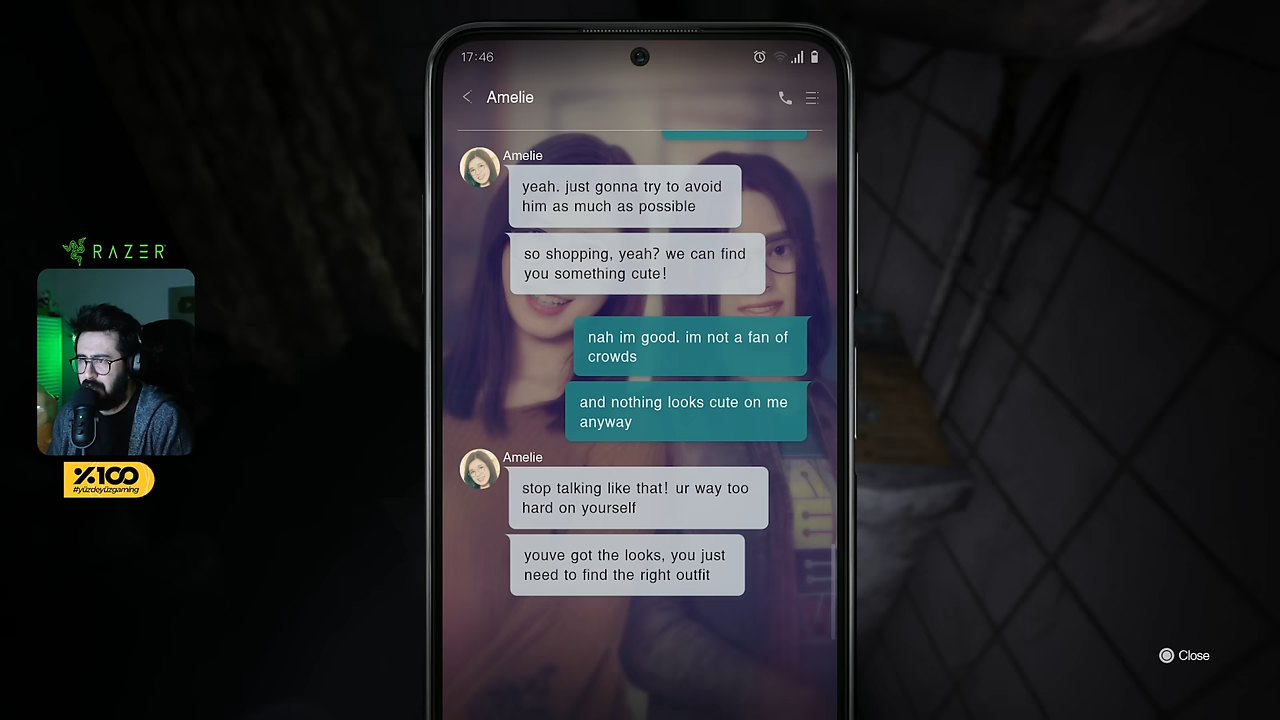 17:46
Amelie
Amelie
yeah. just gonna try to avoid
him as much as possible
so shopping, yeah? we can find
you something cute!
nah im good. im not a fan of
crowds
and nothing looks cute on me
anyway
Amelie
stop talking like that! ur way too
hard on yourself
youve got the looks, you just
need to find the right outfit
RAZER
%100
#yüzdeyüzgaming
Close